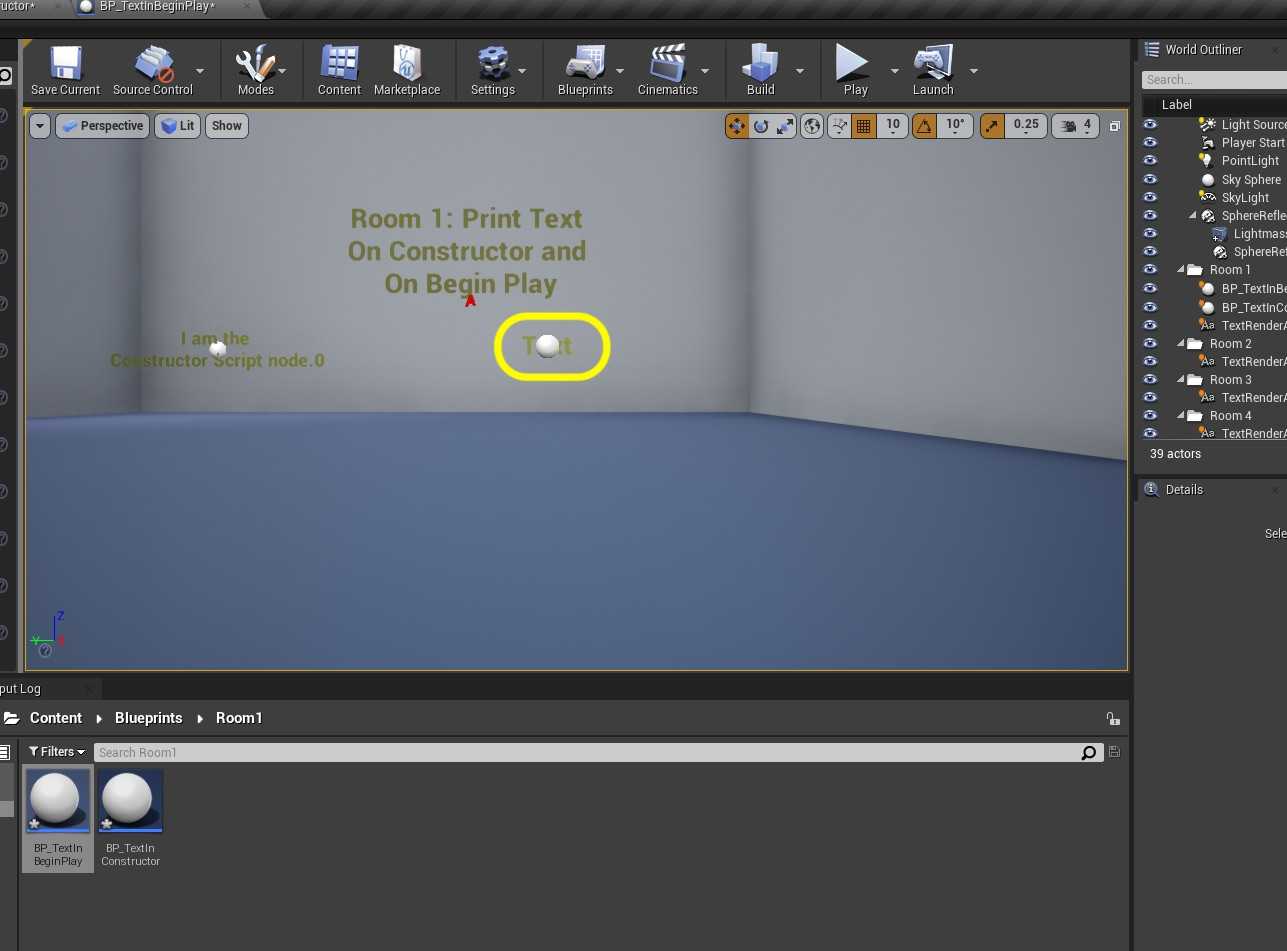 uctor*
BP_TextInBeginPlay*
Save Current
Source Control
Modes
Content
Marketplace
Settings
Blueprints
Cinematics
Build
Play
Launch
World Outliner
Search...
Label
Perspective
Lit
Show
10
10°
0.25
4
Light Source
Player Start
PointLight
Sky Sphere
SkyLight
SphereRefle
Lightmass
SphereRef
Room 1
BP_TextInBe
BP_TextInCo
TextRenderA
Room 2
TextRenderA
Room 3
TextRenderA
Room 4
TextRenderA
39 actors
Details
Sele
Room 1: Print Text
On Constructor and
On Begin Play
I am the
Constructor Script node.0
Text
Z
Y
X
put Log
Content
Blueprints
Room1
Filters
Search Room1
BP_TextIn
BeginPlay
BP_TextIn
Constructor